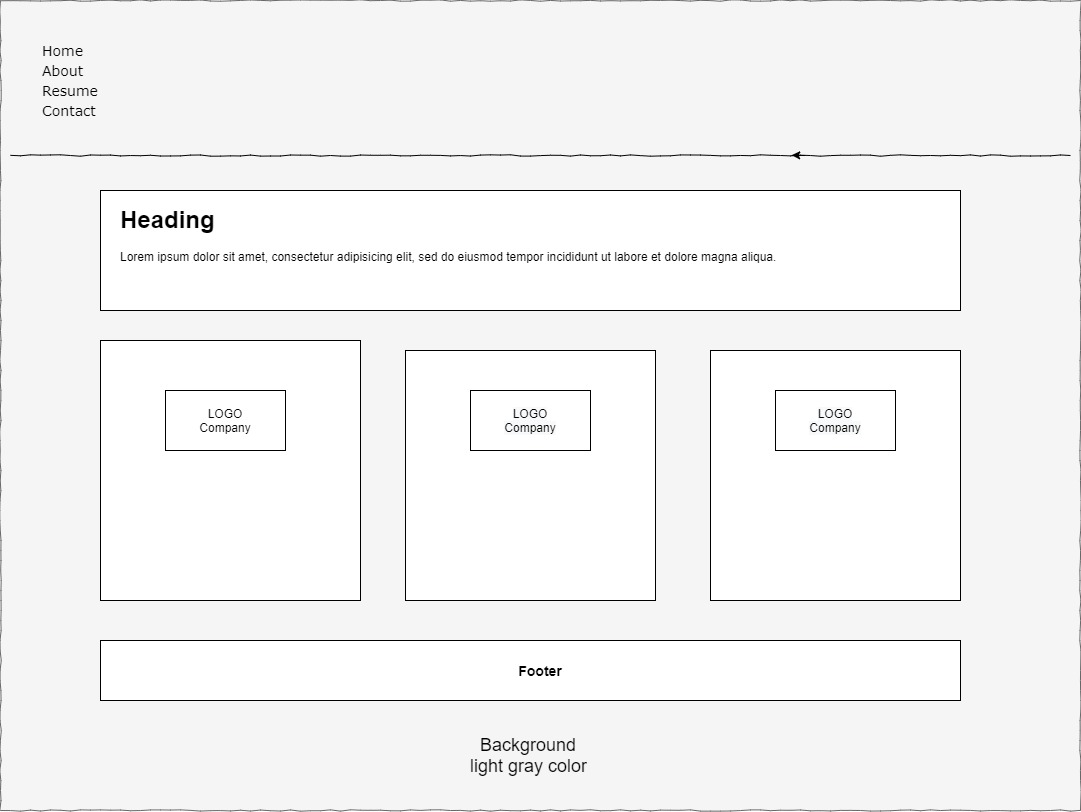 Home
About
Resume
Contact
Heading
Lorem ipsum dolor sit amet, consectetur adipisicing elit, sed do eiusmod tempor incididunt ut labore et dolore magna aliqua.
LOGO
Company
LOGO
Company
LOGO
Company
Footer
Background
light gray color